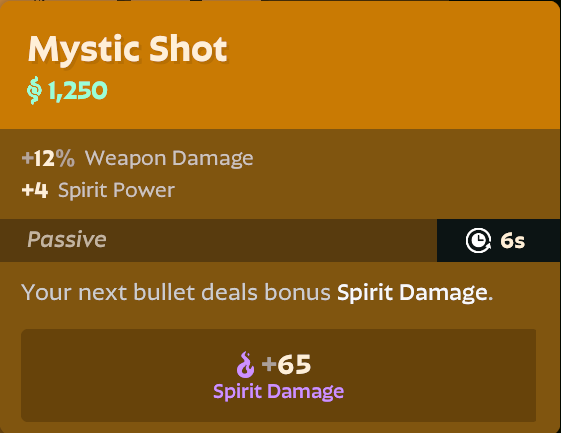 Mystic Shot
1,250
+12% Weapon Damage
+4 Spirit Power
Passive 6s
Your next bullet deals bonus Spirit Damage.
+65
Spirit Damage